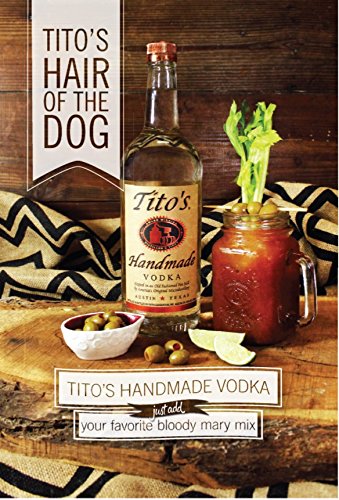 TITO'S
HAIR
OF THE
DOG
Tito's
Handmade
VODKA
AUSTIN ★ TEXAS
TITO'S HANDMADE VODKA
just add
your favorite bloody mary mix